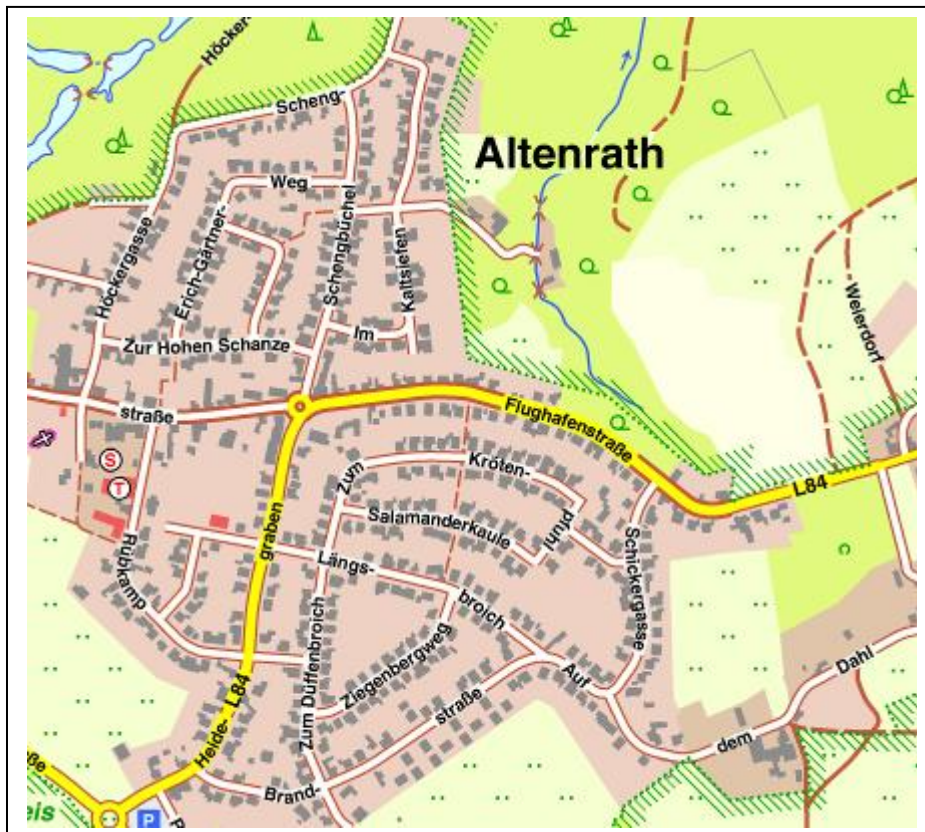 Höcker-
Scheng-
Altenrath
Weg
Höckergasse
Erich-Gärtner-
Schengbüchel
Kaltsiefen
Im
Zur Hohen Schanze
Weierdorf
straße
Flughafenstraße
L84
S
T
Zum
Kröten-
pfuhl
Salamanderkaule
Schickergasse
graben
Rübkamp
Längs-
broich
Zum Düffenbroich
Ziegenbergweg
Auf
dem
Dahl
straße
Heide-
L84
Brand-
ße
eis
P